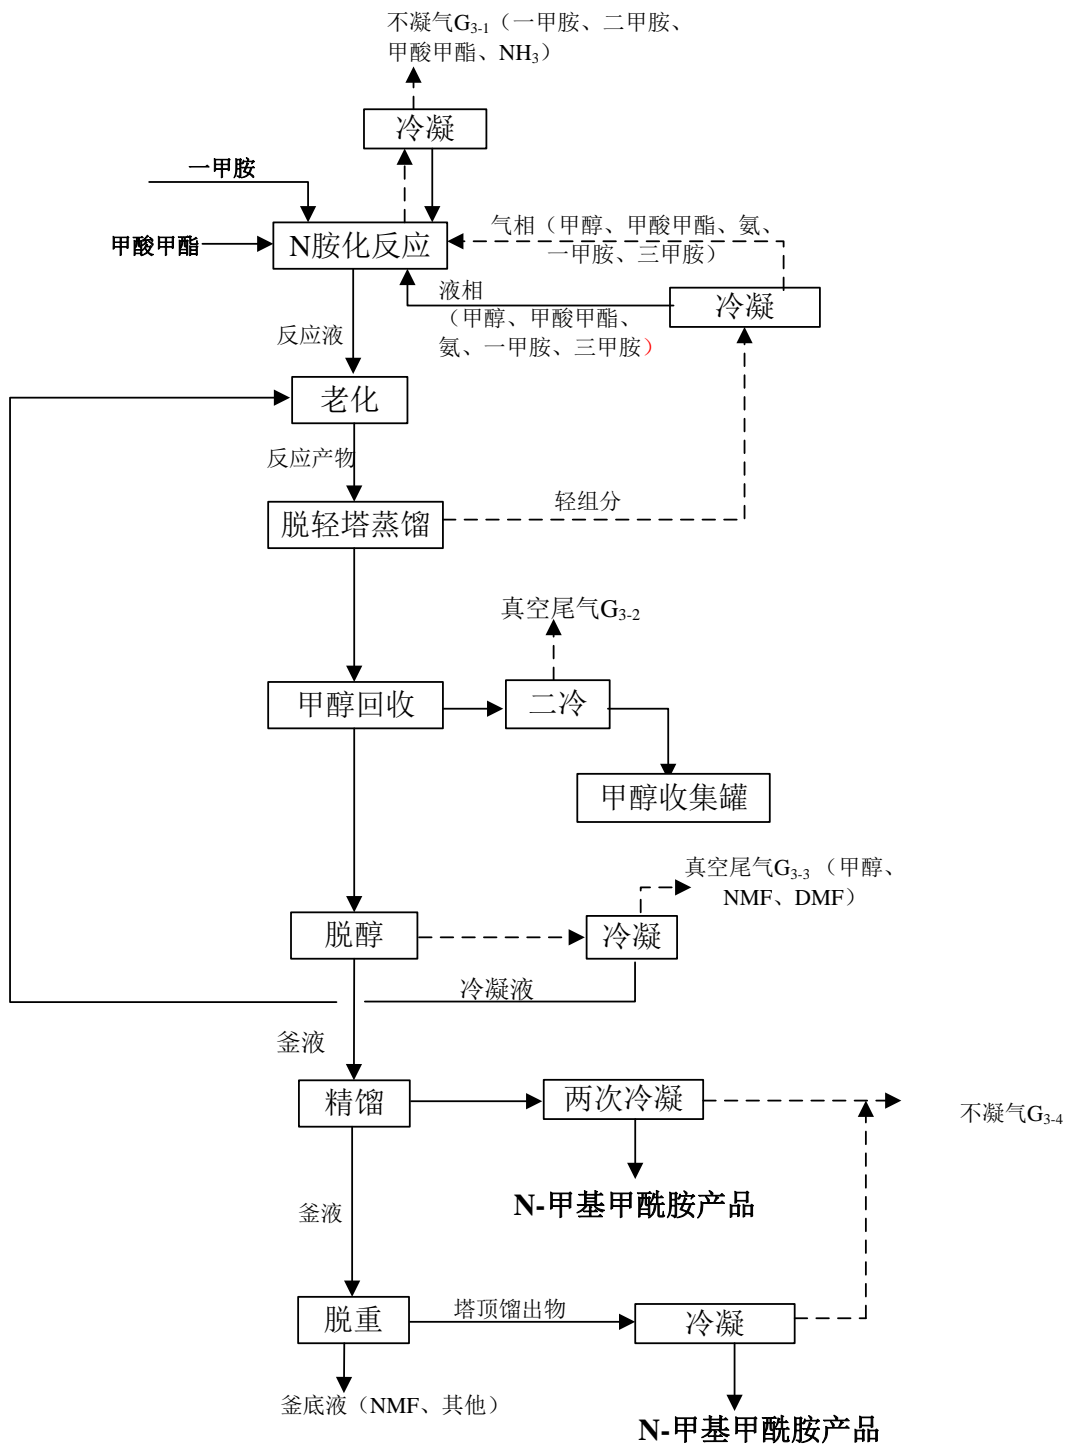 不凝气G3-1（一甲胺、二甲胺、
甲酸甲酯、NH3）
冷凝
一甲胺
甲酸甲酯
N胺化反应
气相（甲醇、甲酸甲酯、氨、
一甲胺、三甲胺）
液相
（甲醇、甲酸甲酯、
氨、一甲胺、三甲胺）
冷凝
反应液
老化
反应产物
脱轻塔蒸馏
轻组分
真空尾气G3-2
甲醇回收
二冷
甲醇收集罐
真空尾气G3-3（甲醇、
NMF、DMF）
脱醇
冷凝
冷凝液
釜液
精馏
两次冷凝
不凝气G3-4
N-甲基甲酰胺产品
釜液
脱重
塔顶馏出物
冷凝
釜底液（NMF、其他）
N-甲基甲酰胺产品